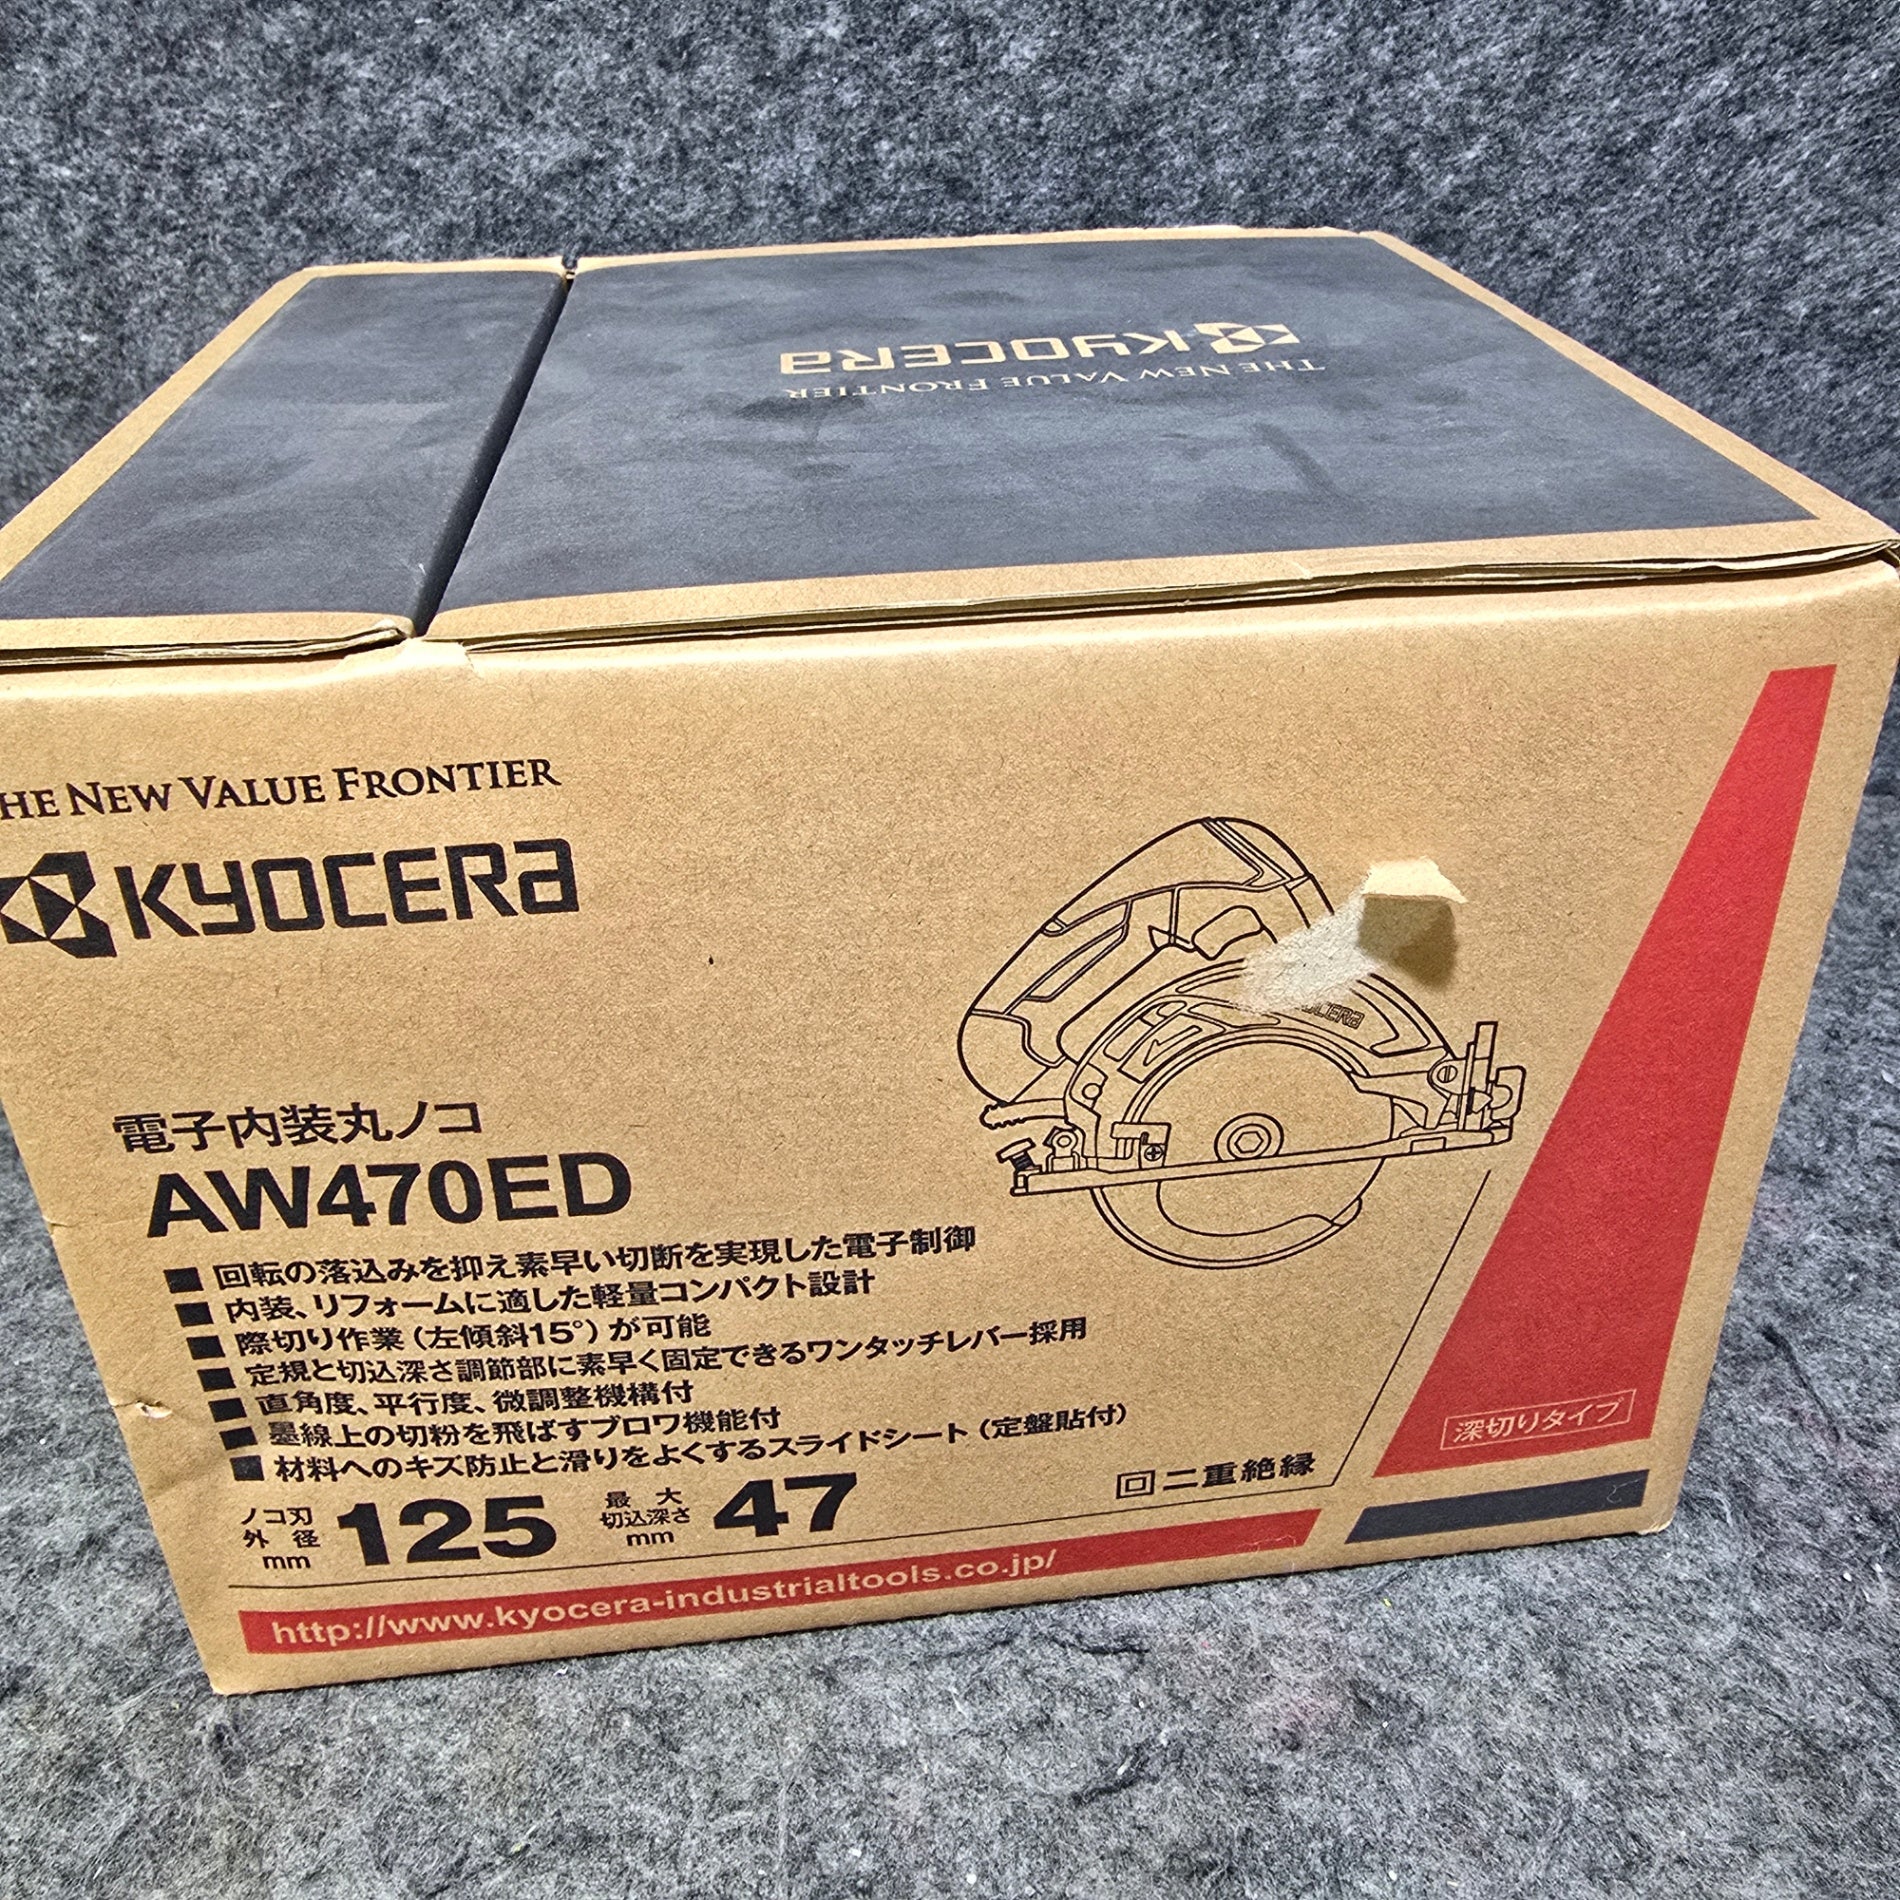 KYOCERA
THE NEW VALUE FRONTIER
HE NEW VALUE FRONTIER
KYOCERA
電子内装丸ノコ
AW470ED
■ 回転の落込みを抑え素早い切断を実現した電子制御
■ 内装、リフォームに適した軽量コンパクト設計
■ 際切り作業(左傾斜15°)が可能
■ 定規と切込深さ調節部に素早く固定できるワンタッチレバー採用
■ 直角度、平行度、微調整機構付
■ 墨線上の切粉を飛ばすブロワ機能付
■ 材料へのキズ防止と滑りをよくするスライドシート(定盤貼付)
ノコ刃
外径
mm
125
最大
切込深さ
mm
47
回二重絶縁
深切りタイプ
http://www.kyocera-industrialtools.co.jp/